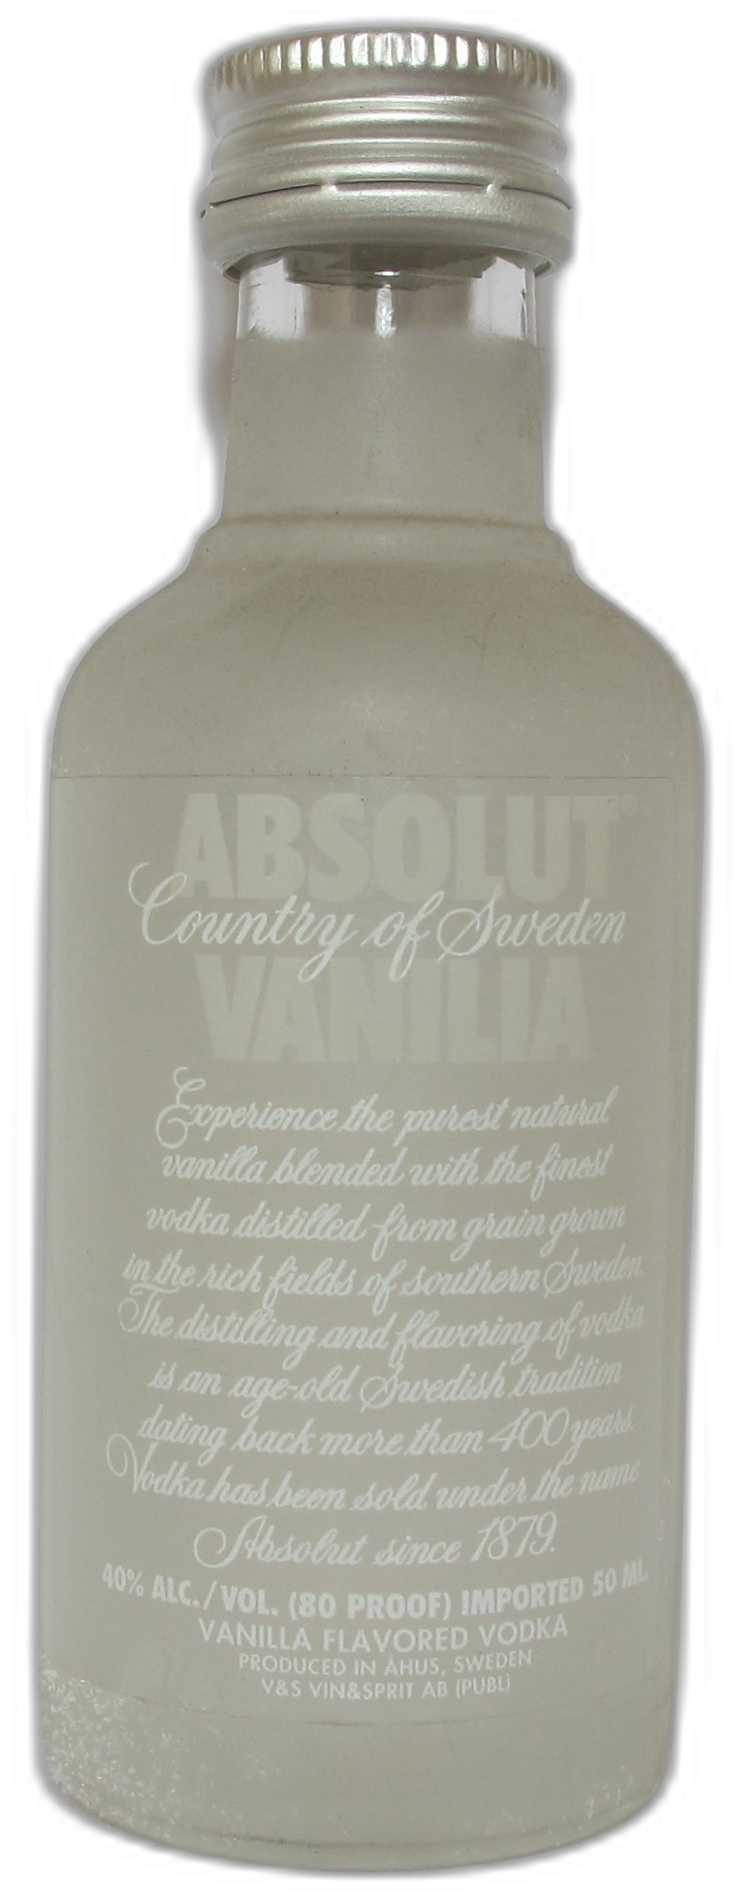 ABSOLUT®
Country of Sweden
VANILIA
Experience the purest natural
vanilla blended with the finest
vodka distilled from grain grown
in the rich fields of southern Sweden.
The distilling and flavoring of vodka
is an age-old Swedish tradition
dating back more than 400 years.
Vodka has been sold under the name
Absolut since 1879.
40% ALC./VOL. (80 PROOF) IMPORTED 50 ML.
VANILLA FLAVORED VODKA
PRODUCED IN ÅHUS, SWEDEN
V&S VIN&SPRIT AB (PUBL)